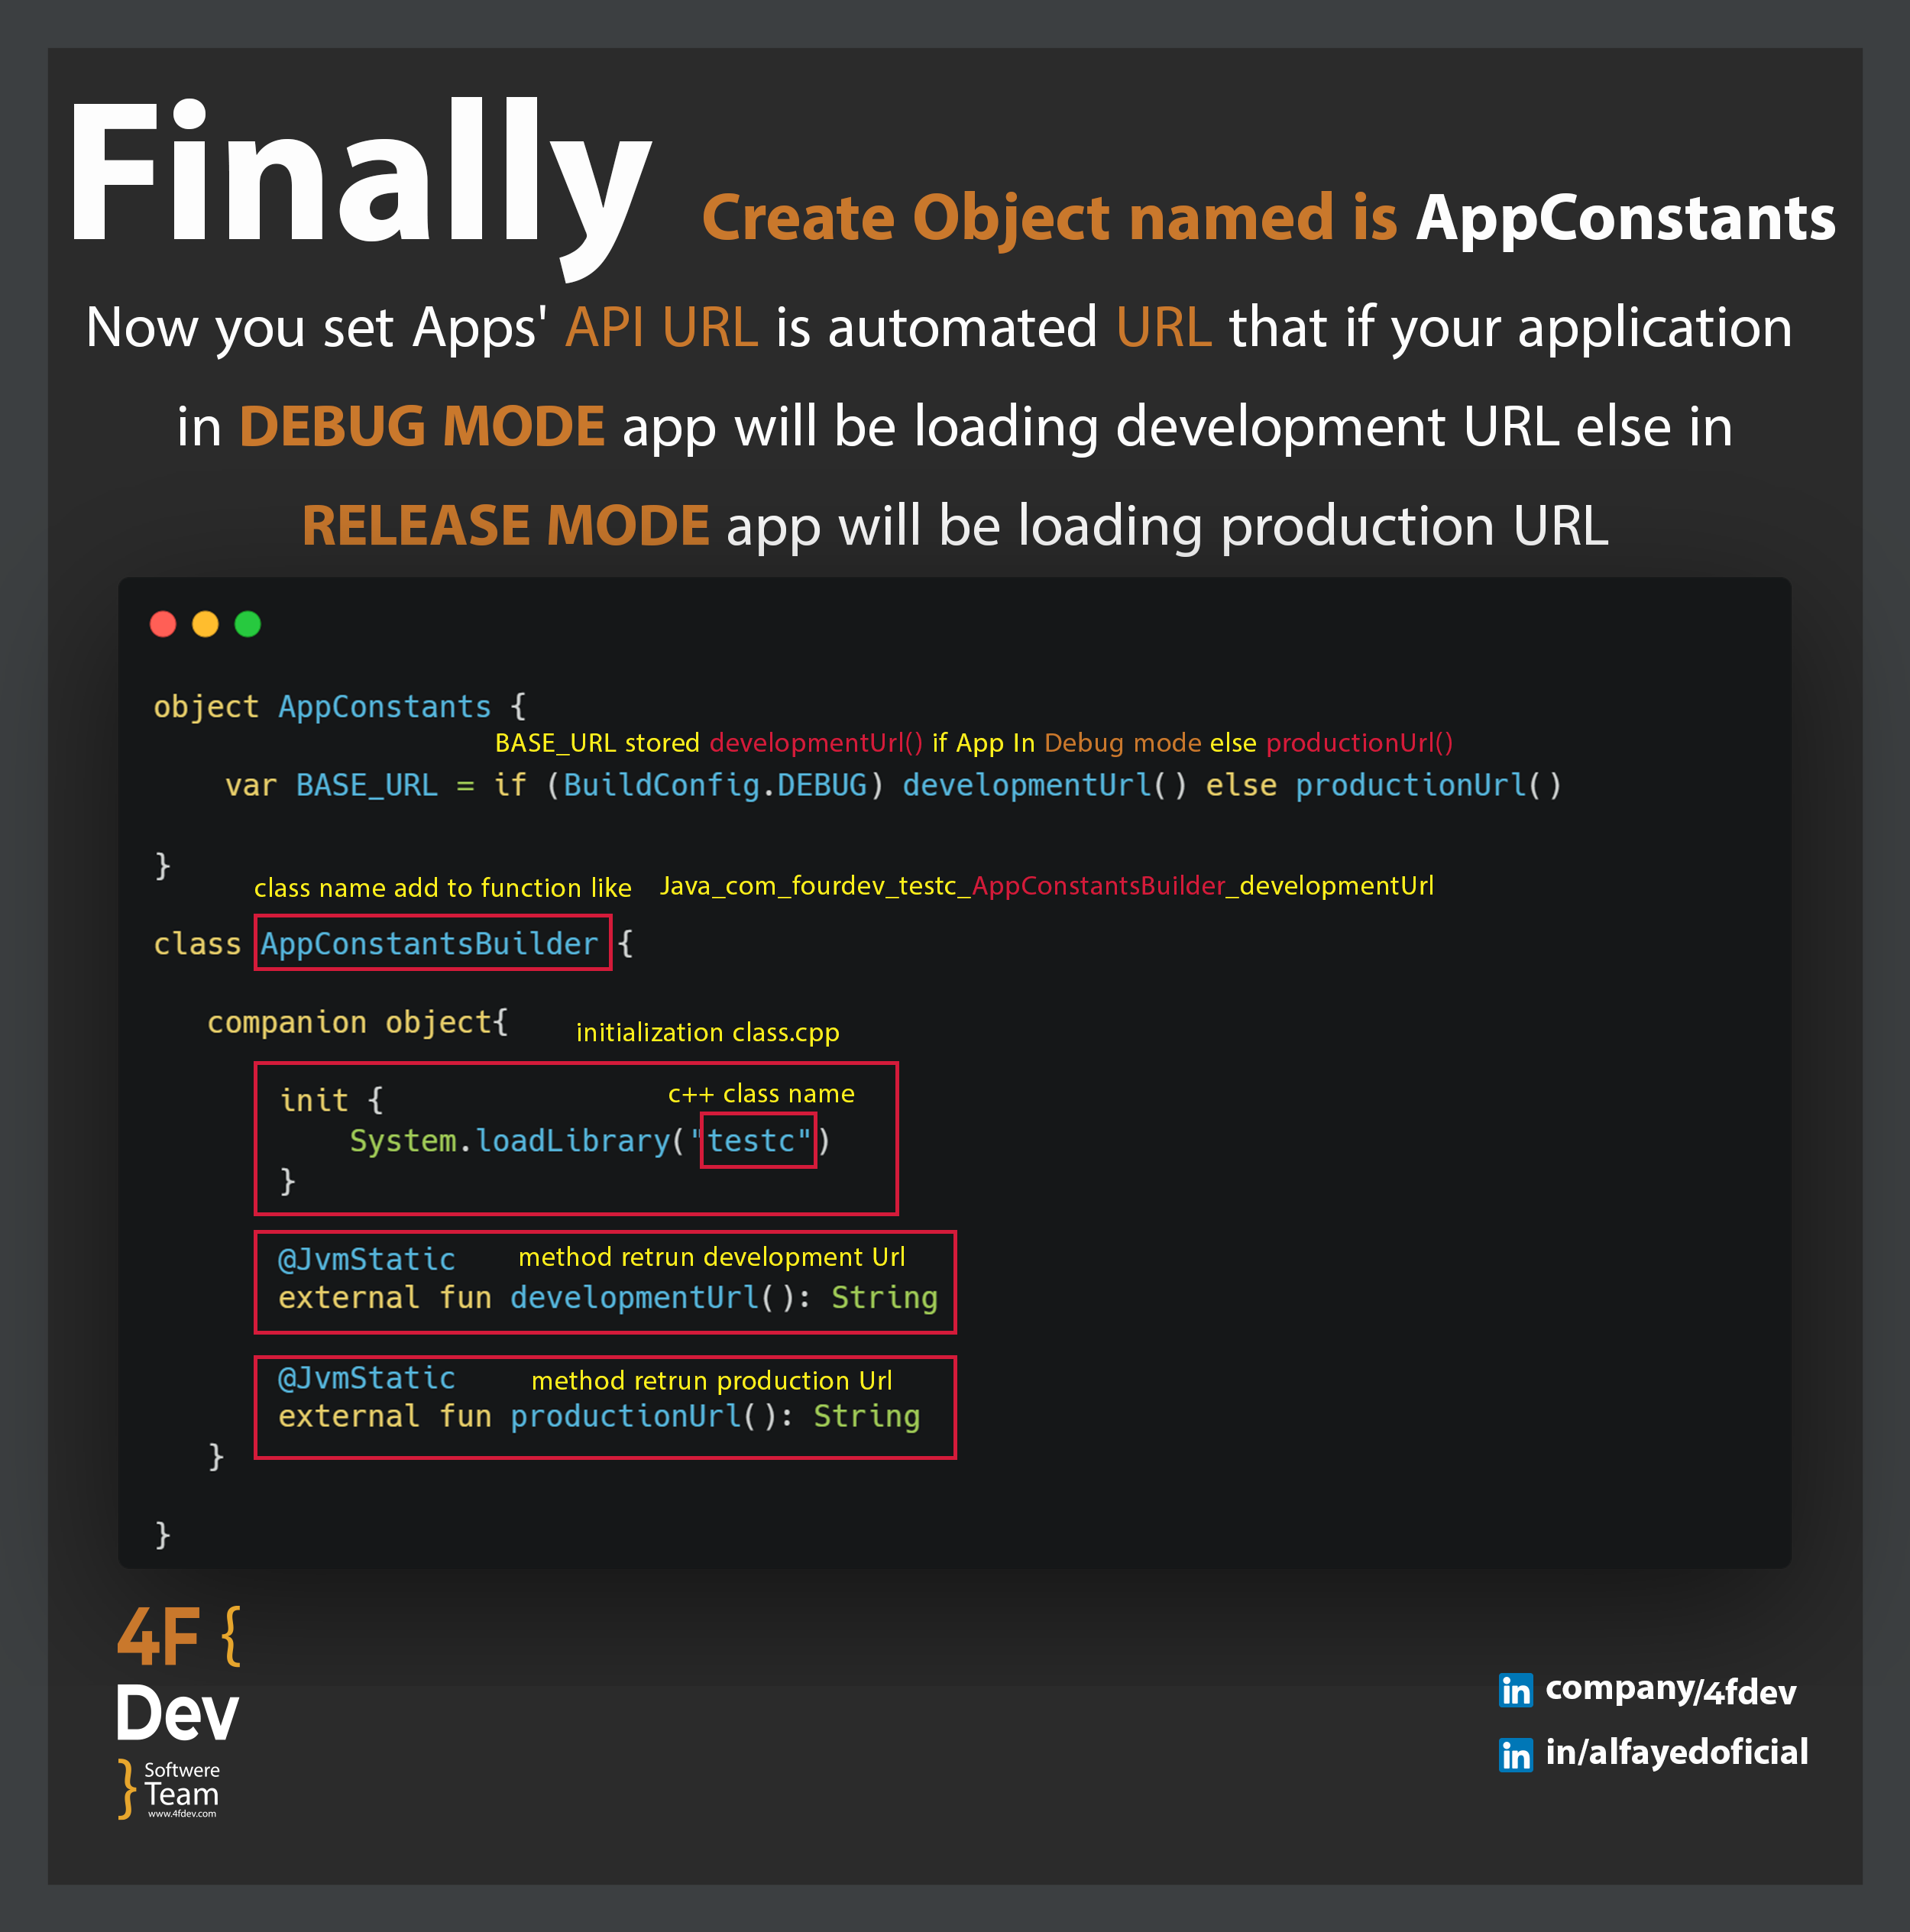 Finally Create Object named is AppConstants
Now you set Apps' API URL is automated URL that if your application
in DEBUG MODE app will be loading development URL else in
RELEASE MODE app will be loading production URL
object AppConstants {
BASE_URL stored developmentUrl() if App In Debug mode else productionUrl()
var BASE_URL = if (BuildConfig.DEBUG) developmentUrl() else productionUrl()
}
class name add to function like Java_com_fourdev_testc_AppConstantsBuilder_developmentUrl
class AppConstantsBuilder {
companion object{
initialization class.cpp
init {
c++ class name
System.loadLibrary("testc")
}
@JvmStatic method retrun development Url
external fun developmentUrl(): String
@JvmStatic method retrun production Url
external fun productionUrl(): String
}
}
4F {
Dev
} Softwere
Team
www.4fdev.com
in company/4fdev
in in/alfayedoficial